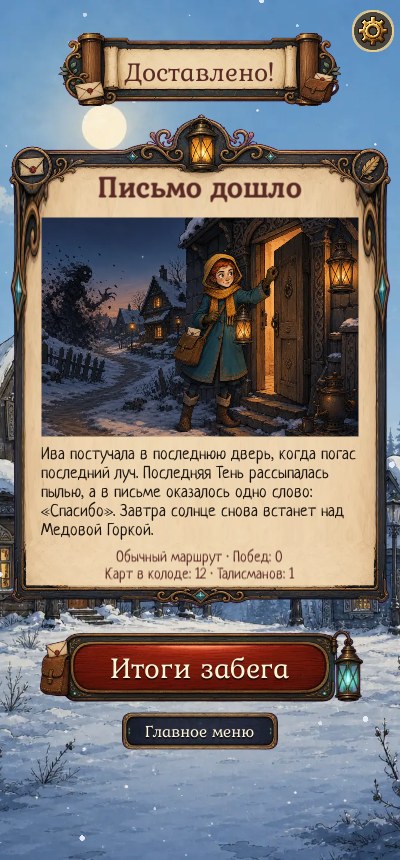 Доставлено!
Письмо дошло
Ива постучала в последнюю дверь, когда погас
последний луч. Последняя Тень рассыпалась
пылью, а в письме оказалось одно слово:
«Спасибо». Завтра солнце снова встанет над
Медовой Горкой.
Обычный маршрут · Побед: 0
Карт в колоде: 12 · Талисманов: 1
Итоги забега
Главное меню